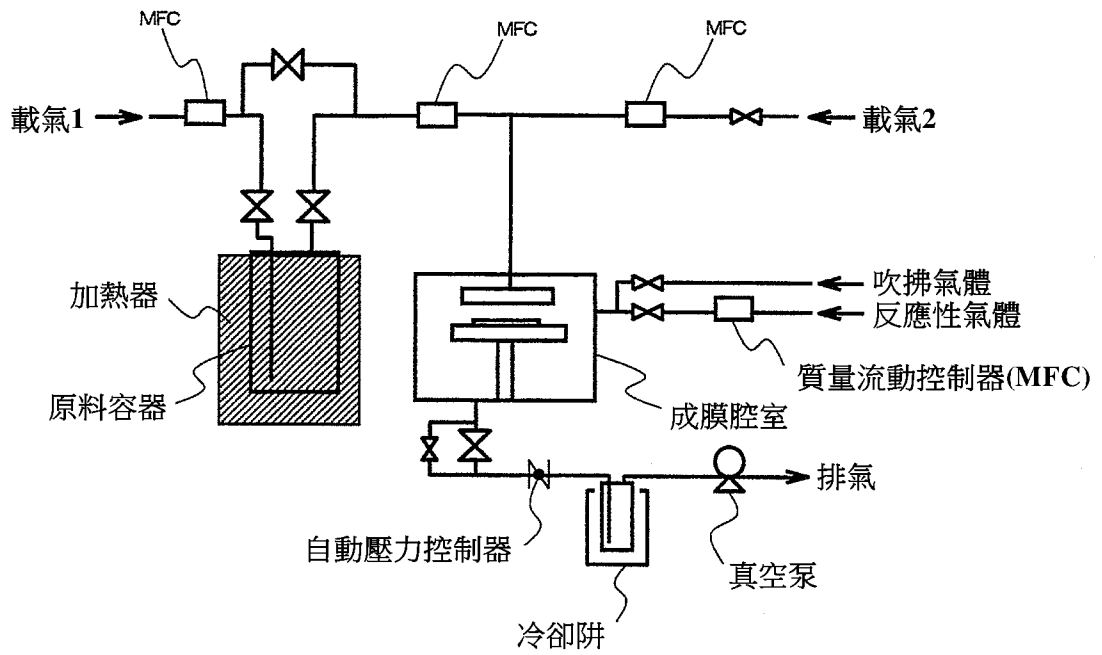 MFC
MFC
MFC
載氣1
載氣2
加熱器
原料容器
吹拂氣體
反應性氣體
質量流動控制器(MFC)
成膜腔室
排氣
自動壓力控制器
真空泵
冷卻阱